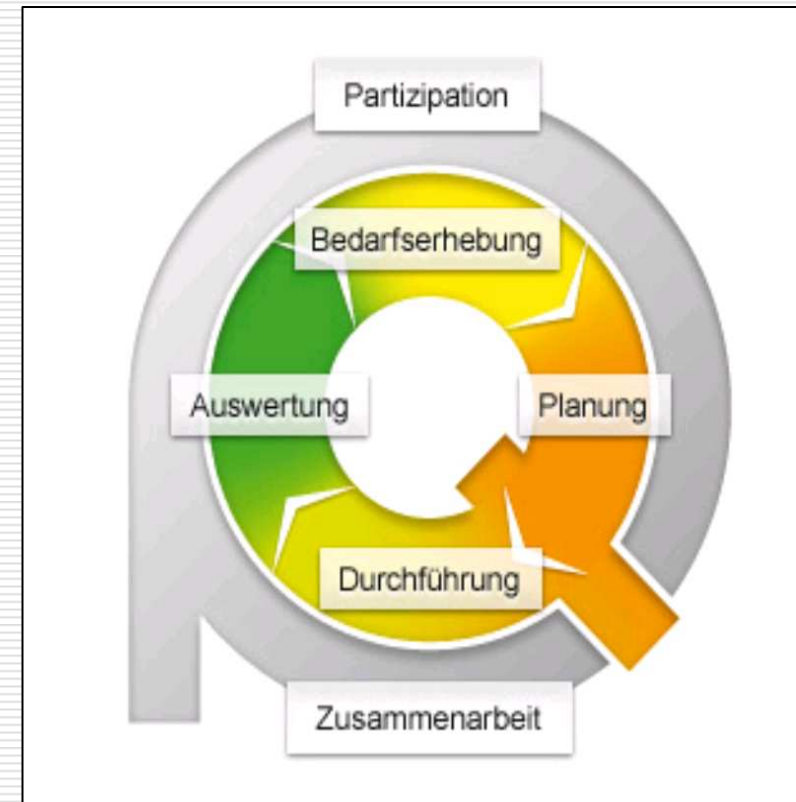 Partizipation
Bedarfserhebung
Auswertung
Planung
Durchführung
Zusammenarbeit